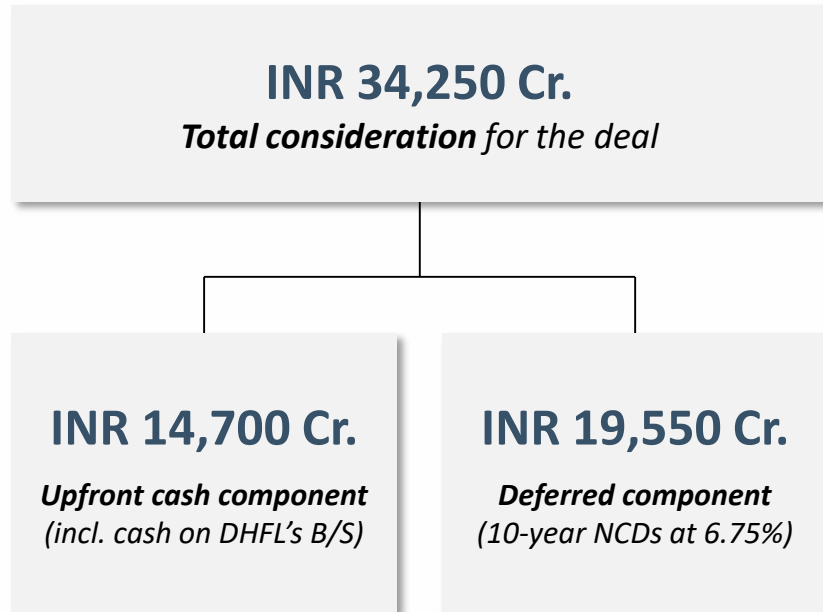 INR 34,250 Cr.
Total consideration for the deal
INR 14,700 Cr.
Upfront cash component
(incl. cash on DHFL's B/S)
INR 19,550 Cr.
Deferred component
(10-year NCDs at 6.75%)